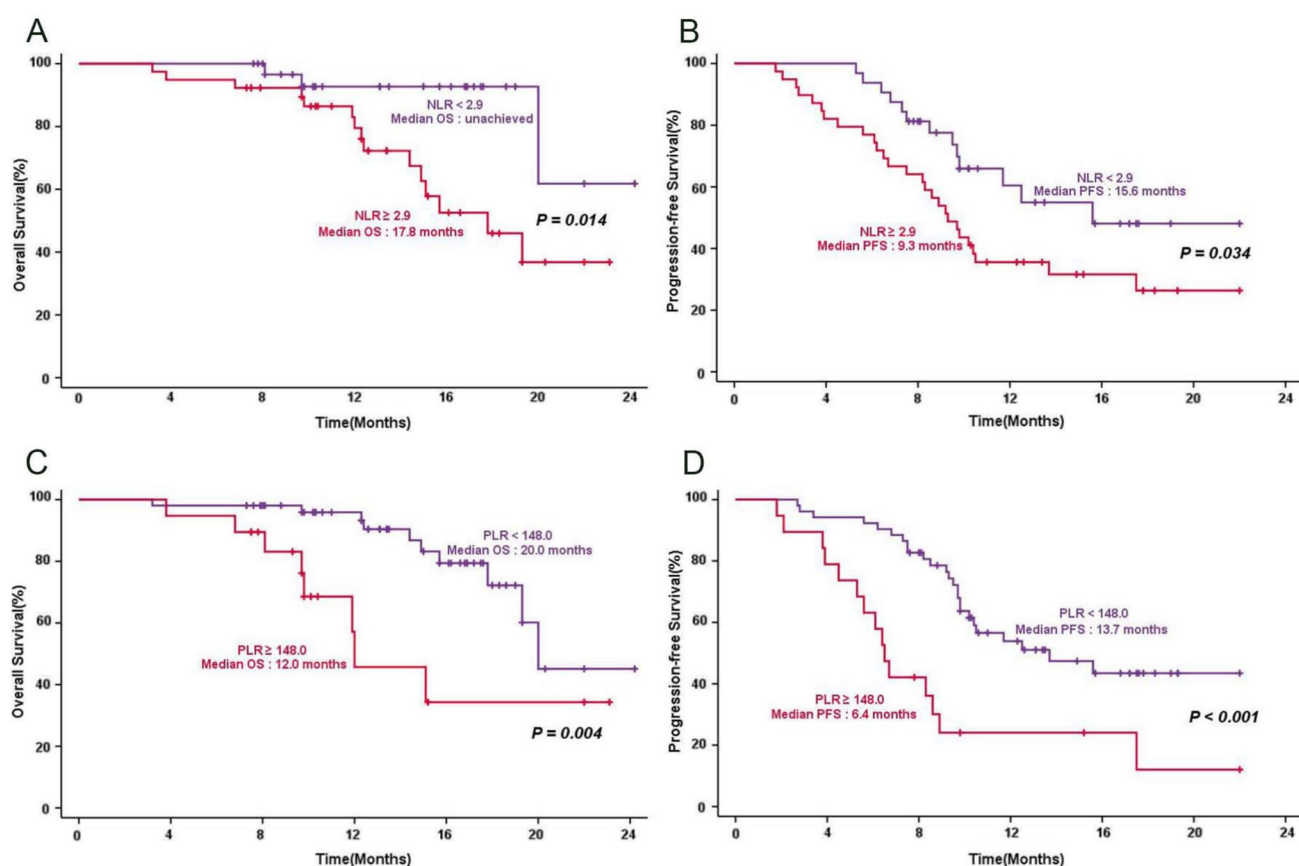 A
Overall Survival(%)
100
80
60
40
20
0
NLR < 2.9
Median OS : unachieved
NLR ≥ 2.9
Median OS : 17.8 months
P = 0.014
0 4 8 12 16 20 24
Time(Months)
B
Progression-free Survival(%)
100
80
60
40
20
0
NLR < 2.9
Median PFS : 15.6 months
NLR ≥ 2.9
Median PFS : 9.3 months
P = 0.034
0 4 8 12 16 20 24
Time(Months)
C
Overall Survival(%)
100
80
60
40
20
0
PLR < 148.0
Median OS : 20.0 months
PLR ≥ 148.0
Median OS : 12.0 months
P = 0.004
0 4 8 12 16 20 24
Time(Months)
D
Progression-free Survival(%)
100
80
60
40
20
0
PLR < 148.0
Median PFS : 13.7 months
PLR ≥ 148.0
Median PFS : 6.4 months
P < 0.001
0 4 8 12 16 20 24
Time(Months)